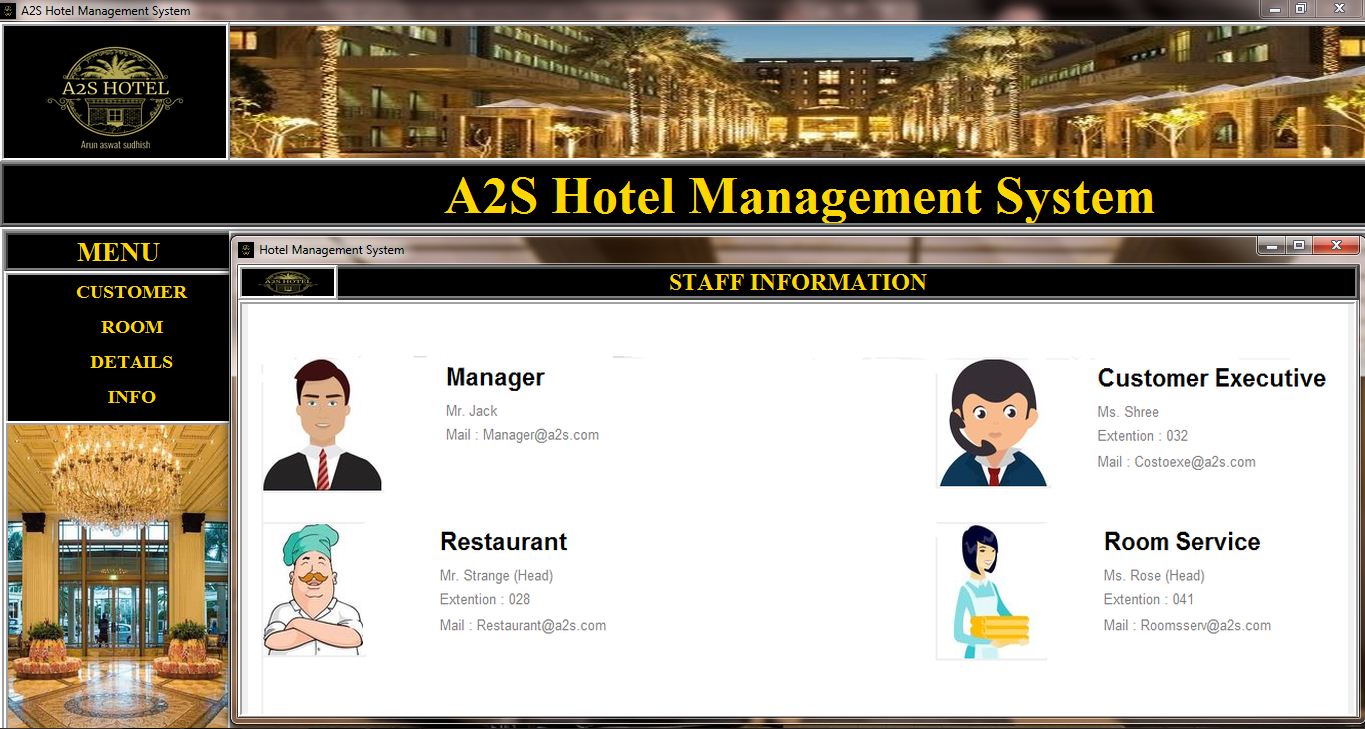 A2S Hotel Management System
A2S HOTEL
Arun aswat sudhish
A2S Hotel Management System
MENU
CUSTOMER
ROOM
DETAILS
INFO
Hotel Management System
A2S HOTEL
STAFF INFORMATION
Manager
Mr. Jack
Mail : Manager@a2s.com
Customer Executive
Ms. Shree
Extention : 032
Mail : Costoexe@a2s.com
Restaurant
Mr. Strange (Head)
Extention : 028
Mail : Restaurant@a2s.com
Room Service
Ms. Rose (Head)
Extention : 041
Mail : Roomsserv@a2s.com